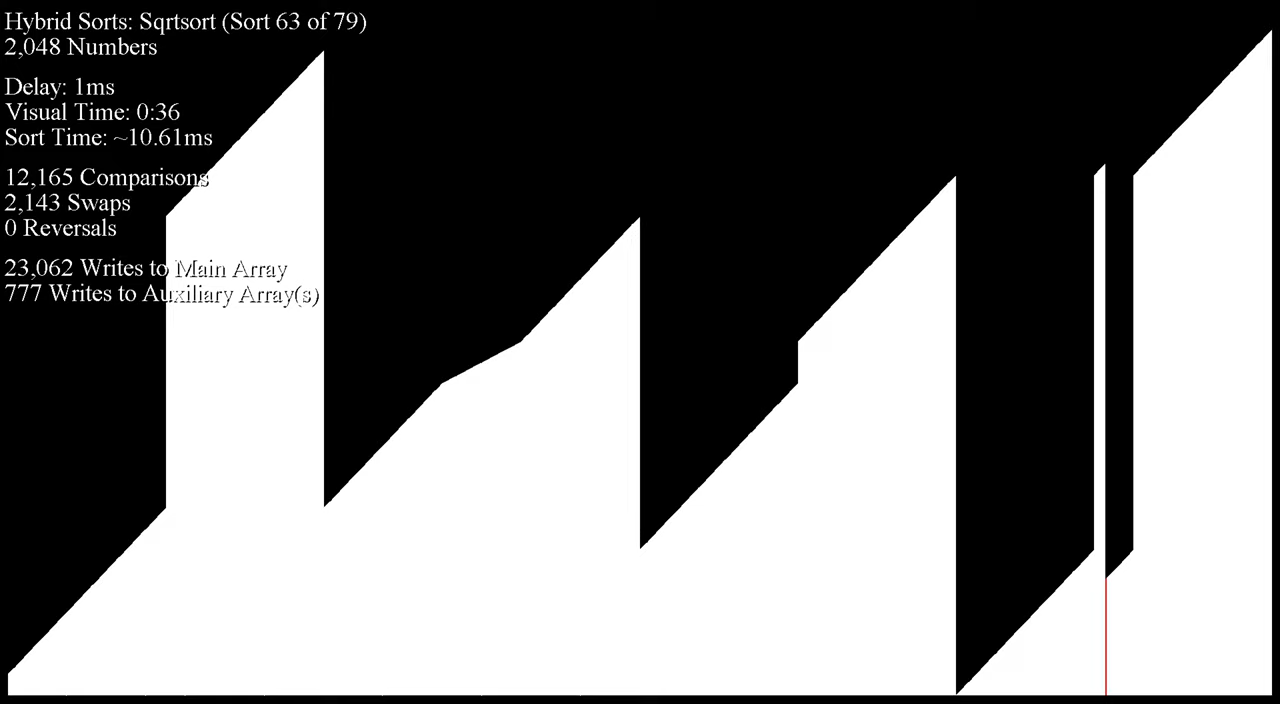 Hybrid Sorts: Sqrtsort (Sort 63 of 79)
2,048 Numbers
Delay: 1ms
Visual Time: 0:36
Sort Time: ~10.61ms
12,165 Comparisons
2,143 Swaps
0 Reversals
23,062 Writes to Main Array
777 Writes to Auxiliary Array(s)